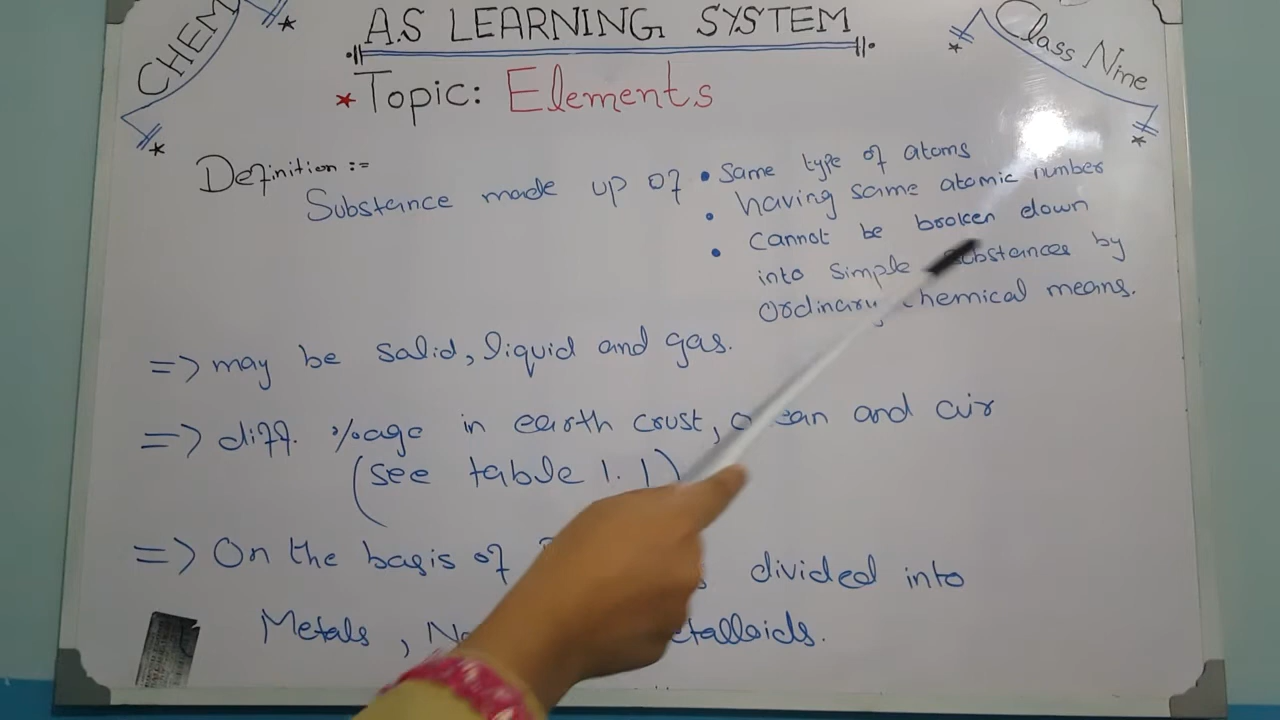 CHEM
A.S LEARNING SYSTEM
Class Nine
* Topic: Elements
Definition :-
Substance made up of • Same type of atoms
• having same atomic number
• Cannot be broken down
into Simple substances by
Ordinary chemical means.
=> may be salid, liquid and gas.
=> diff. %age in earth crust, and air
(see table 1.1)
=> On the basis of divided into
Metals,